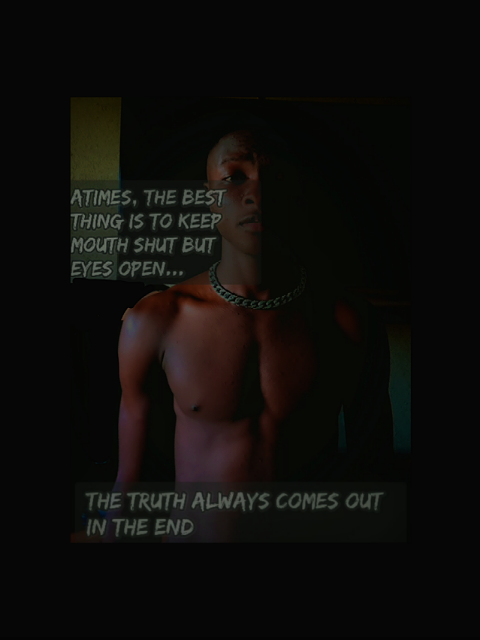 ATIMES, THE BEST
THING IS TO KEEP
MOUTH SHUT BUT
EYES OPEN...
THE TRUTH ALWAYS COMES OUT
IN THE END